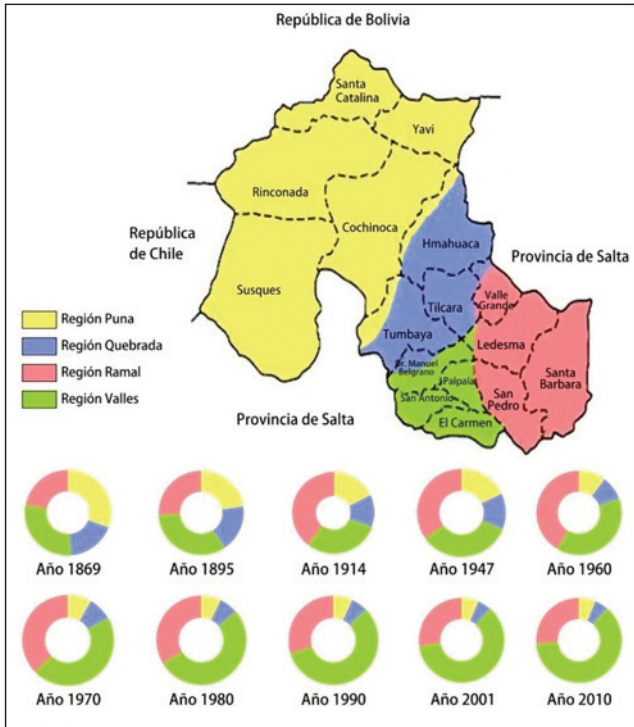 República de Bolivia
Santa
Catalina
Yavi
Rinconada
Cochinoca
República
de Chile
Hmahuaca
Provincia de Salta
Susques
Valle
Grande
Tilcara
Región Puna
Región Quebrada
Región Ramal
Región Valles
Tumbaya
Ledesma
Dr. Manuel
Belgrano
Palpala
Santa
Barbara
San
Pedro
San Antonio
El Carmen
Provincia de Salta
Año 1869
Año 1895
Año 1914
Año 1947
Año 1960
Año 1970
Año 1980
Año 1990
Año 2001
Año 2010